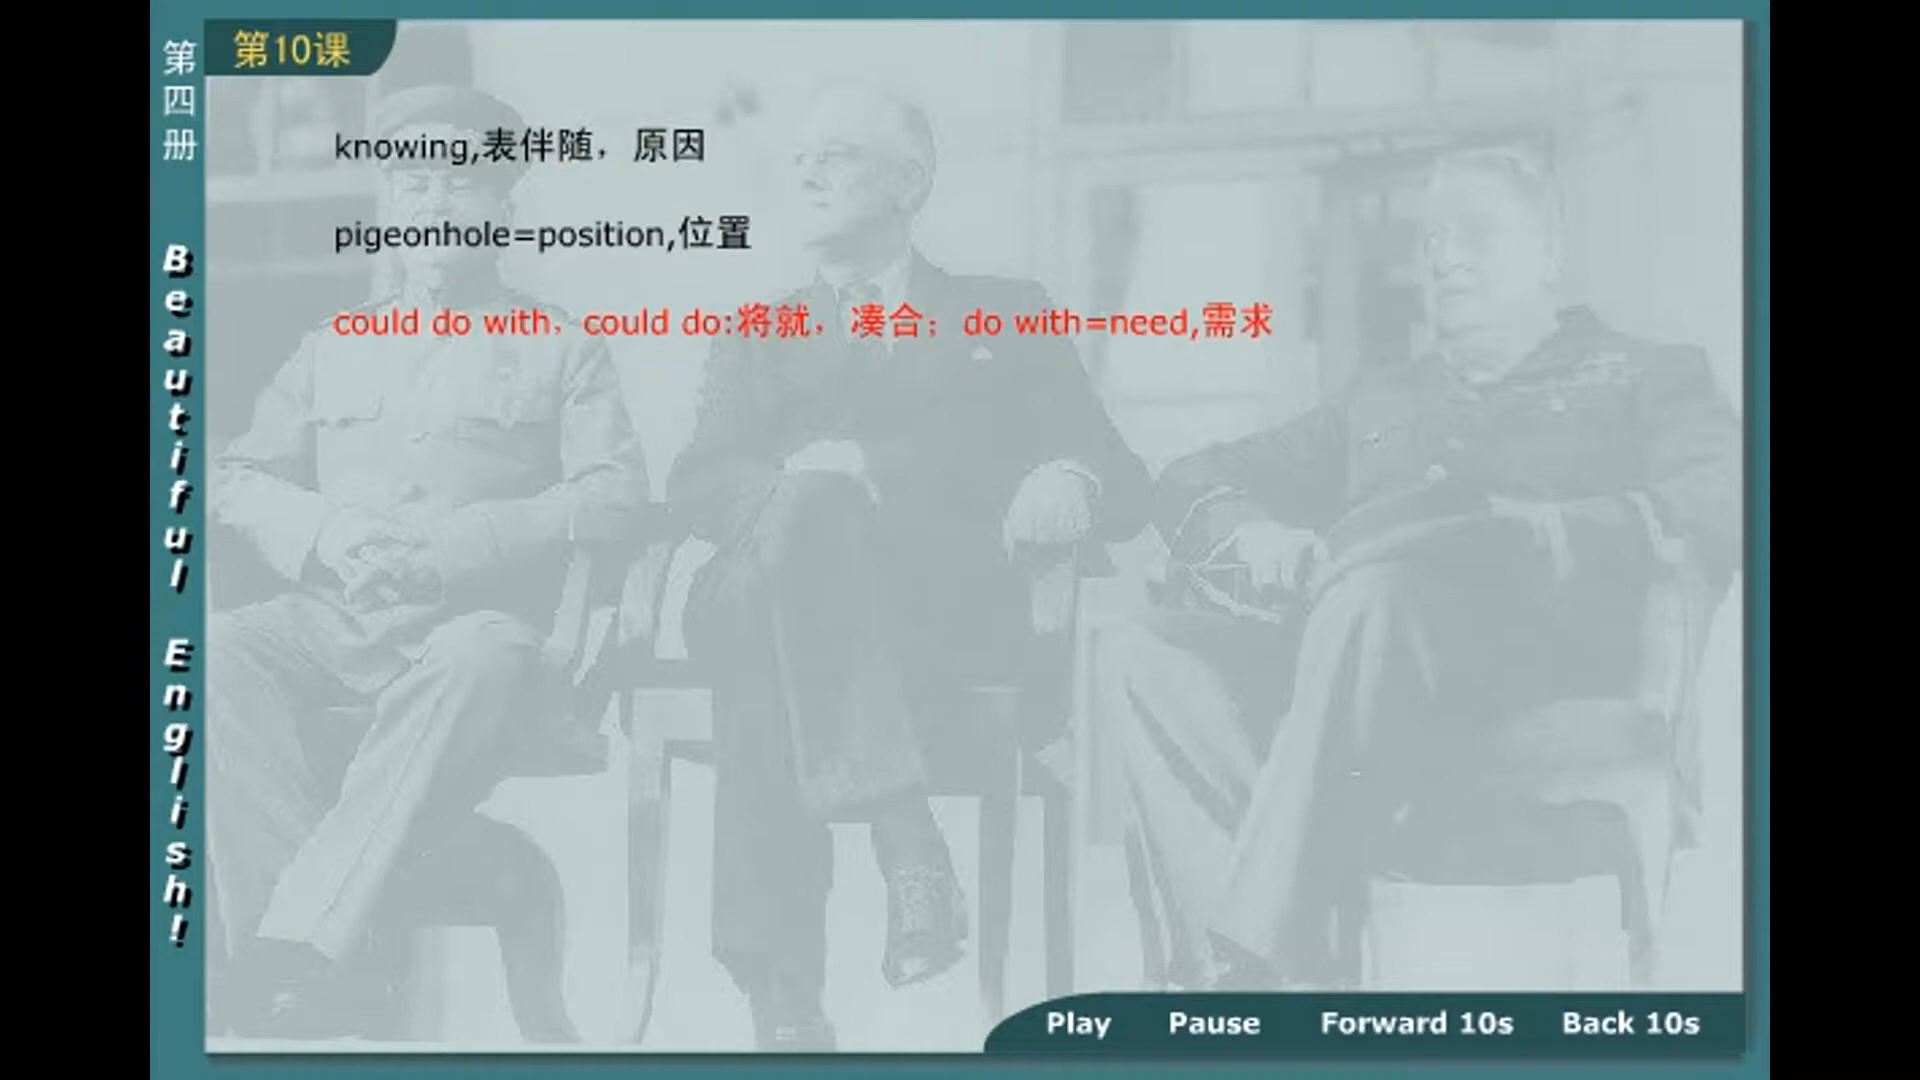 第四册
Beautiful English!
第10课
knowing,表伴随，原因
pigeonhole=position,位置
could do with，could do:将就，凑合；do with=need,需求
Play Pause Forward 10s Back 10s